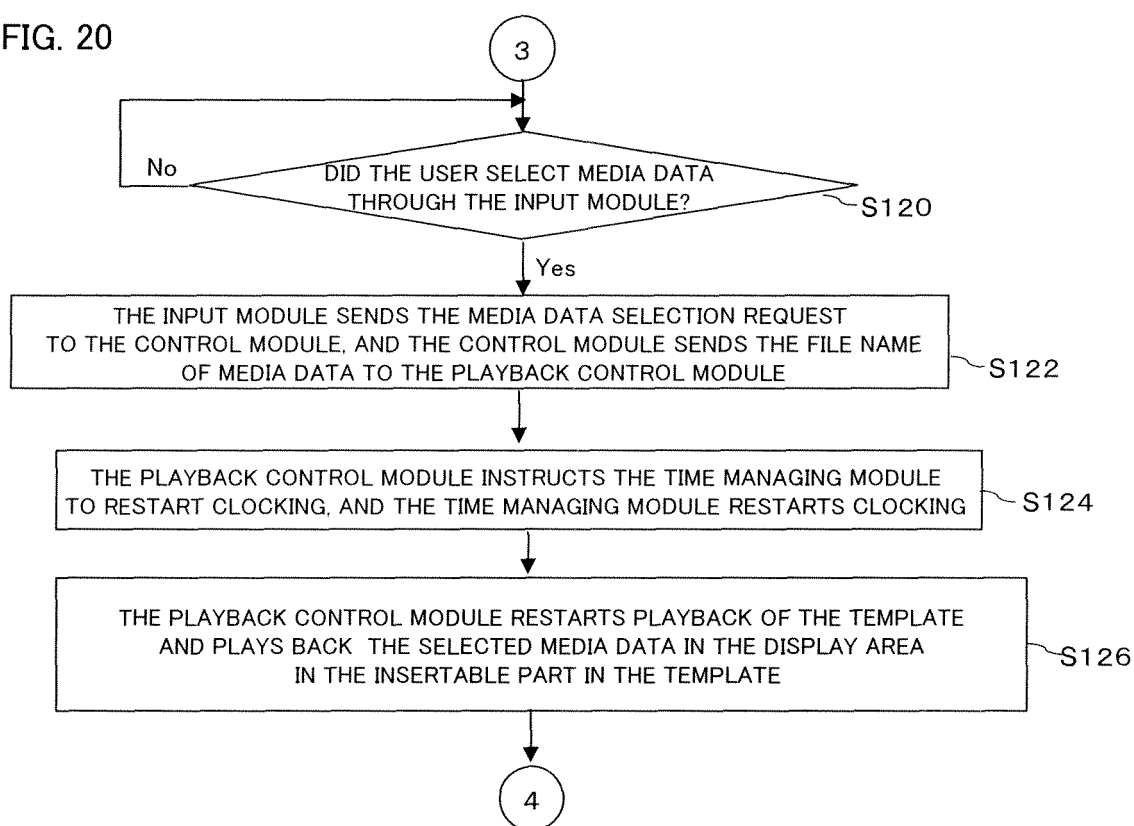 FIG. 20
3
No
DID THE USER SELECT MEDIA DATA
THROUGH THE INPUT MODULE?
S120
Yes
THE INPUT MODULE SENDS THE MEDIA DATA SELECTION REQUEST
TO THE CONTROL MODULE, AND THE CONTROL MODULE SENDS THE FILE NAME
OF MEDIA DATA TO THE PLAYBACK CONTROL MODULE
S122
THE PLAYBACK CONTROL MODULE INSTRUCTS THE TIME MANAGING MODULE
TO RESTART CLOCKING, AND THE TIME MANAGING MODULE RESTARTS CLOCKING
S124
THE PLAYBACK CONTROL MODULE RESTARTS PLAYBACK OF THE TEMPLATE
AND PLAYS BACK THE SELECTED MEDIA DATA IN THE DISPLAY AREA
IN THE INSERTABLE PART IN THE TEMPLATE
S126
4